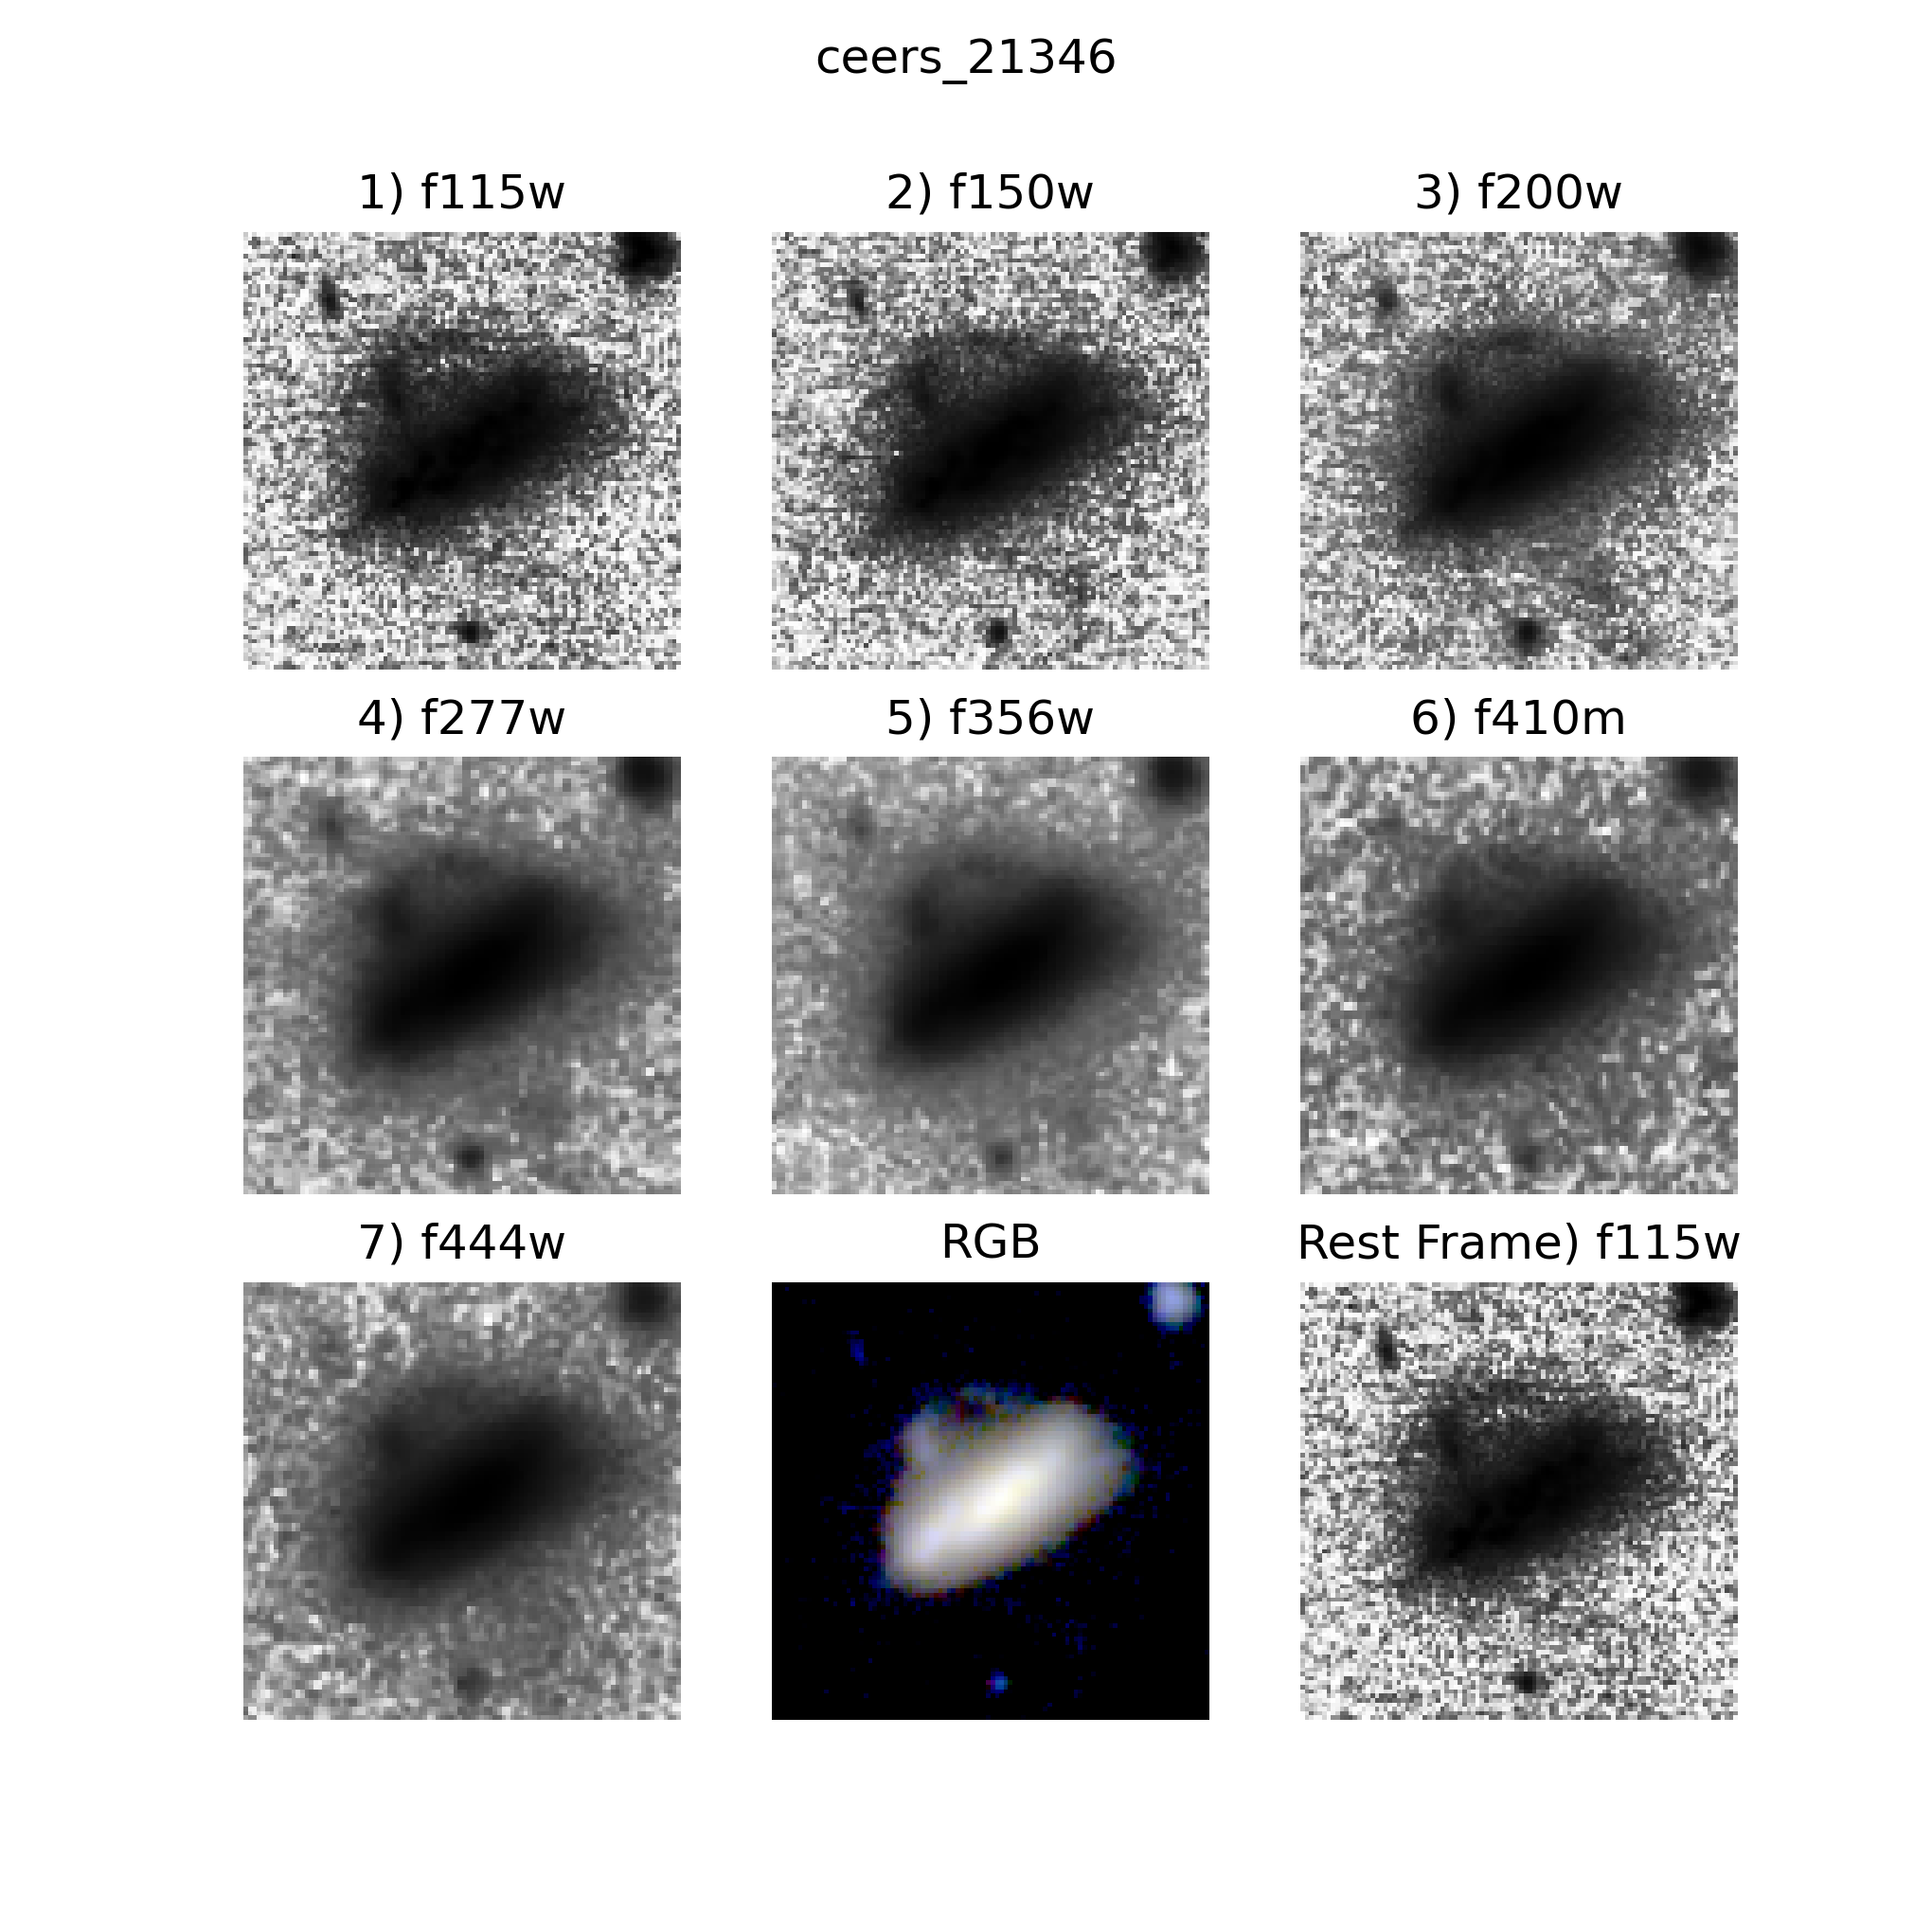 ceers_21346
1) f115w
2) f150w
3) f200w
4) f277w
5) f356w
6) f410m
7) f444w
RGB
Rest Frame) f115w